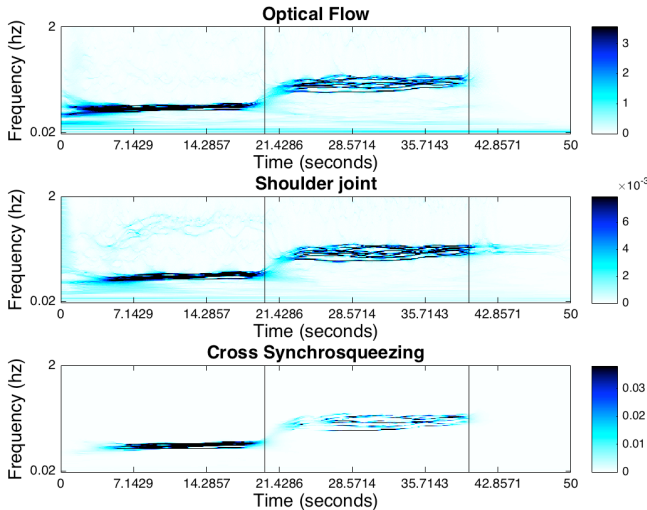 Optical Flow
Frequency (hz)
2
0.02
0 7.1429 14.2857 21.4286 28.5714 35.7143 42.8571 50
Time (seconds)
3
2
1
0
Shoulder joint
Frequency (hz)
2
0.02
0 7.1429 14.2857 21.4286 28.5714 35.7143 42.8571 50
Time (seconds)
×10⁻³
6
4
2
0
Cross Synchrosqueezing
Frequency (hz)
2
0.02
0 7.1429 14.2857 21.4286 28.5714 35.7143 42.8571 50
Time (seconds)
0.03
0.02
0.01
0